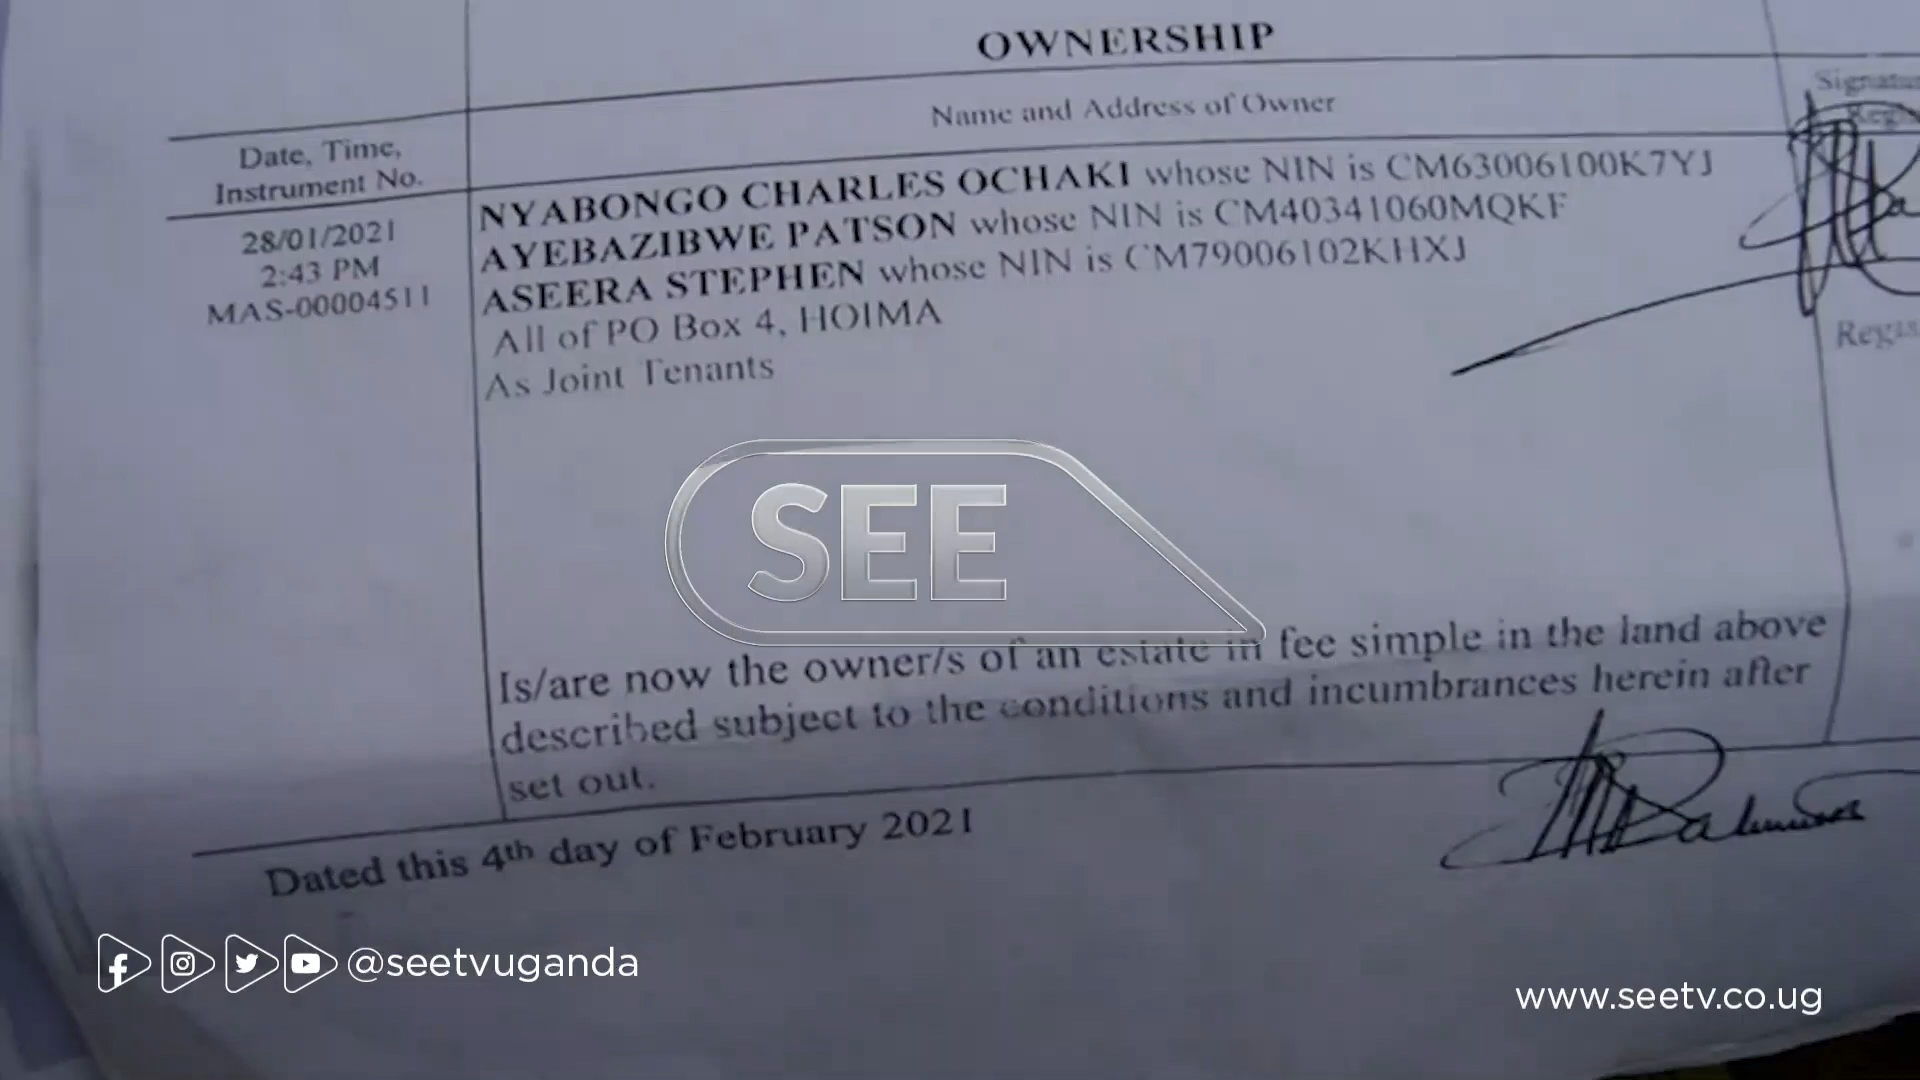 OWNERSHIP
Name and Address of Owner
Date, Time,
Instrument No.
28/01/2021
2:43 PM
MAS-00004511
NYABONGO CHARLES OCHAKI whose NIN is CM63006100K7YJ
AYEBAZIBWE PATSON whose NIN is CM40341060MQKF
ASEERA STEPHEN whose NIN is CM79006102KHXJ
All of PO Box 4, HOIMA
As Joint Tenants
SEE
Is/are now the owner/s of an estate in fee simple in the land above
described subject to the conditions and incumbrances herein after
set out.
Dated this 4th day of February 2021
@seetvuganda
www.seetv.co.ug